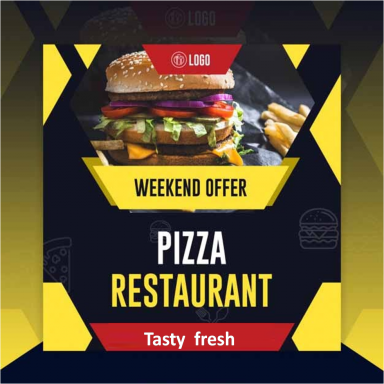 LOGO
WEEKEND OFFER
PIZZA
RESTAURANT
Tasty fresh